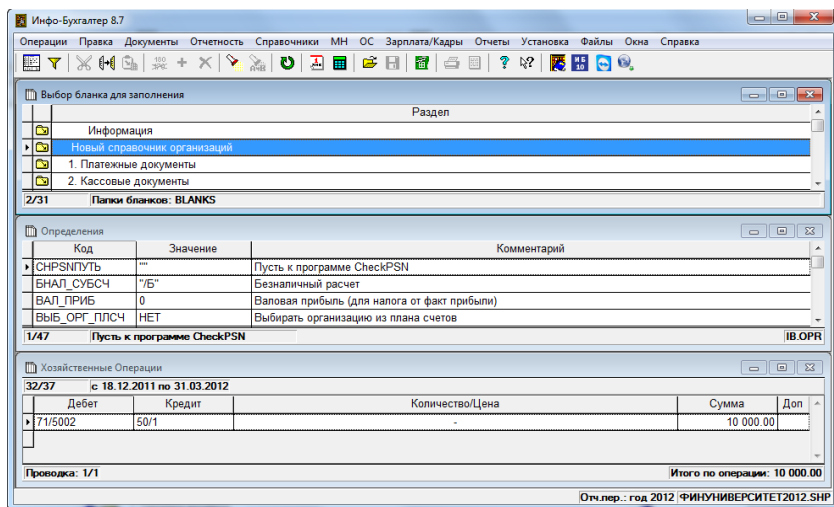 Инфо-Бухгалтер 8.7
Операции Правка Документы Отчетность Справочники МН ОС Зарплата/Кадры Отчеты Установка Файлы Окна Справка
Выбор бланка для заполнения
Раздел
Информация
Новый справочник организаций
1. Платежные документы
2. Кассовые документы
2/31 Папки бланков: BLANKS
Определения
Код Значение Комментарий
CHPSNПУТЬ "" Пусть к программе CheckPSN
БНАЛ_СУБСЧ "/Б" Безналичный расчет
ВАЛ_ПРИБ 0 Валовая прибыль (для налога от факт прибыли)
ВЫБ_ОРГ_ПЛСЧ НЕТ Выбирать организацию из плана счетов
1/47 Пусть к программе CheckPSN IB.OPR
Хозяйственные Операции
32/37 с 18.12.2011 по 31.03.2012
Дебет Кредит Количество/Цена Сумма Доп
71/5002 50/1 - 10 000.00
Проводка: 1/1 Итого по операции: 10 000.00
Отч.пер.: год 2012 ФИНУНИВЕРСИТЕТ2012.SHP